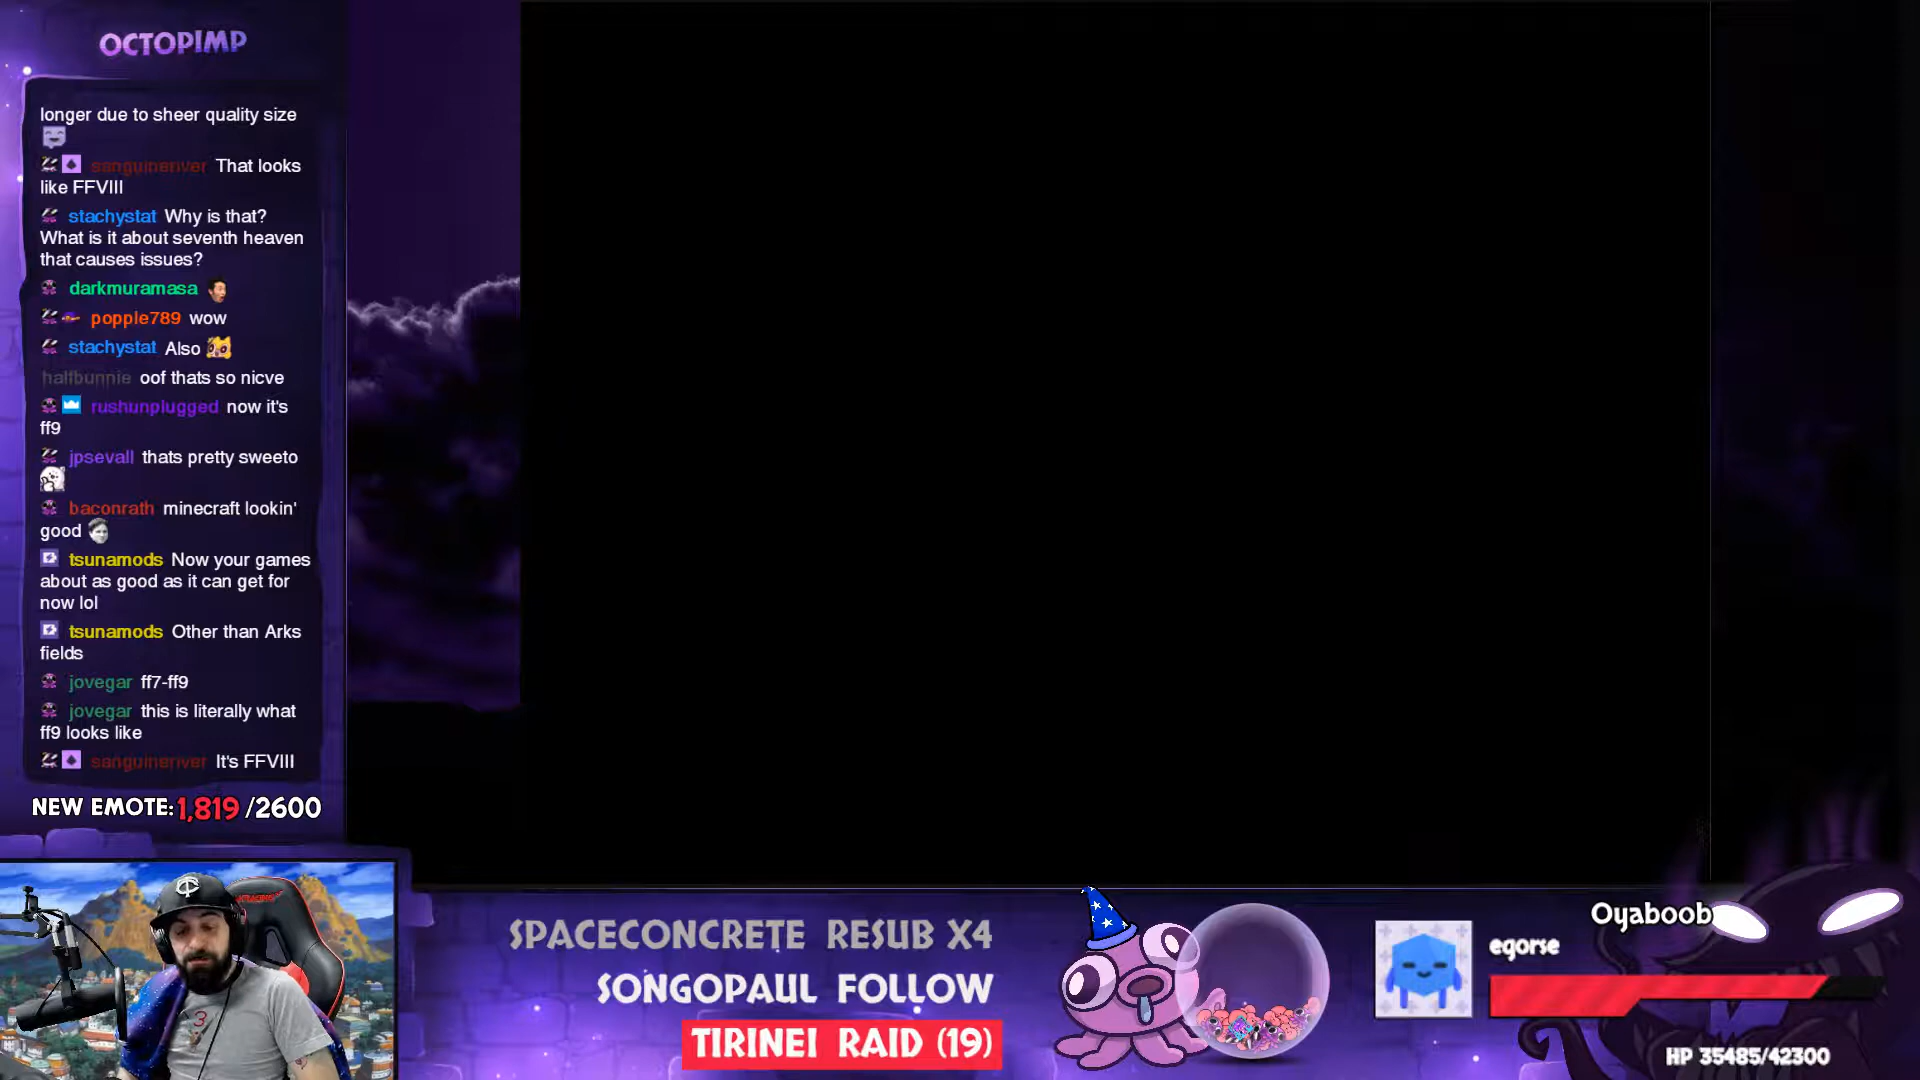 OCTOPIMP
longer due to sheer quality size
sanguineriver That looks
like FFVIII
stachystat Why is that?
What is it about seventh heaven
that causes issues?
darkmuramasa
popple789 wow
stachystat Also
halfbunnie oof thats so nicve
rushunplugged now it's
ff9
jpsevall thats pretty sweeto
baconrath minecraft lookin'
good
tsunamods Now your games
about as good as it can get for
now lol
tsunamods Other than Arks
fields
jovegar ff7-ff9
jovegar this is literally what
ff9 looks like
sanguineriver It's FFVIII
NEW EMOTE: 1,819 /2600
SPACECONCRETE RESUB X4
SONGOPAUL FOLLOW
TIRINEI RAID (19)
Oyaboob
egorse
HP 35485/42300